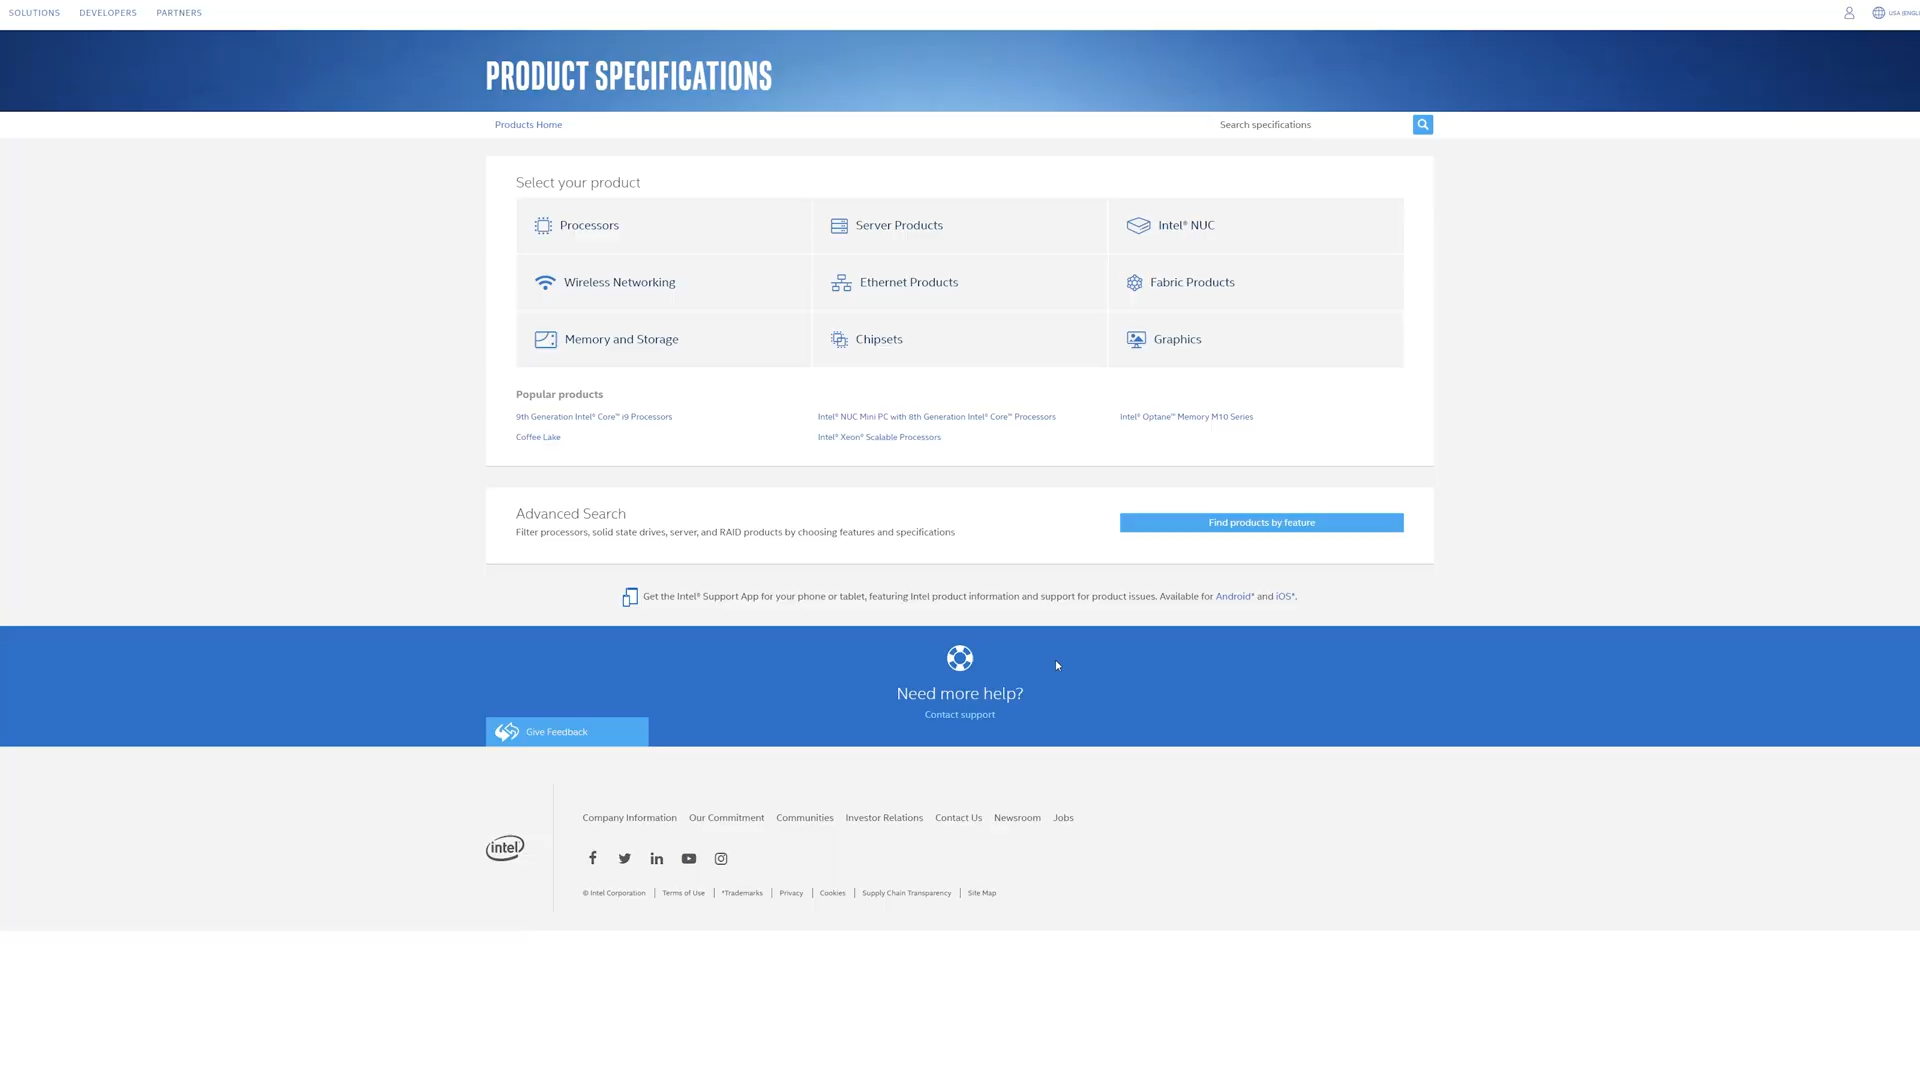 SOLUTIONS DEVELOPERS PARTNERS
PRODUCT SPECIFICATIONS
Products Home Search specifications
Select your product
Processors Server Products Intel® NUC
Wireless Networking Ethernet Products Fabric Products
Memory and Storage Chipsets Graphics
Popular products
9th Generation Intel® Core™ i9 Processors Intel® NUC Mini PC with 8th Generation Intel® Core™ Processors Intel® Optane™ Memory M10 Series
Coffee Lake Intel® Xeon® Scalable Processors
Advanced Search
Find products by feature
Filter processors, solid state drives, server, and RAID products by choosing features and specifications
Get the Intel® Support App for your phone or tablet, featuring Intel product information and support for product issues. Available for Android* and iOS*.
Need more help?
Contact support
Give Feedback
Company Information Our Commitment Communities Investor Relations Contact Us Newsroom Jobs
intel
© Intel Corporation | Terms of Use | *Trademarks | Privacy | Cookies | Supply Chain Transparency | Site Map